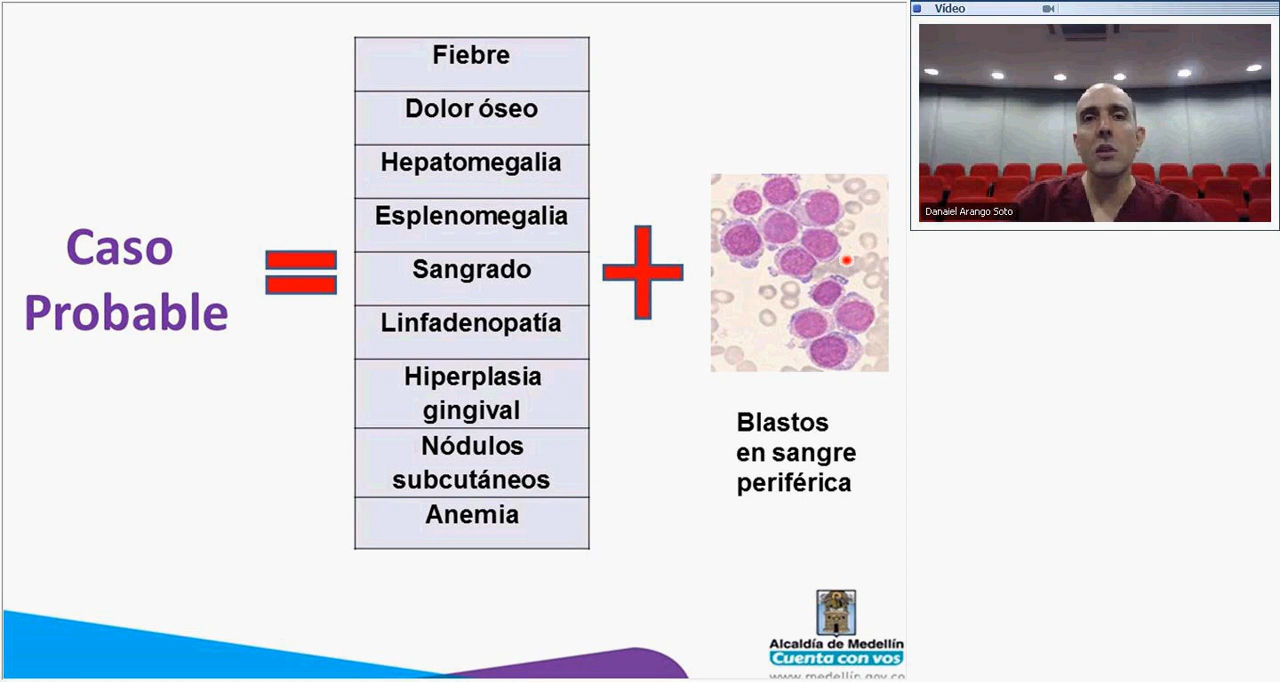 Caso
Probable
Fiebre
Dolor óseo
Hepatomegalia
Esplenomegalia
Sangrado
Linfadenopatía
Hiperplasia
gingival
Nódulos
subcutáneos
Anemia
Blastos
en sangre
periférica
Alcaldía de Medellín
Cuenta con vos
www.medellín.gov.co
Vídeo
Danaiel Arango Soto